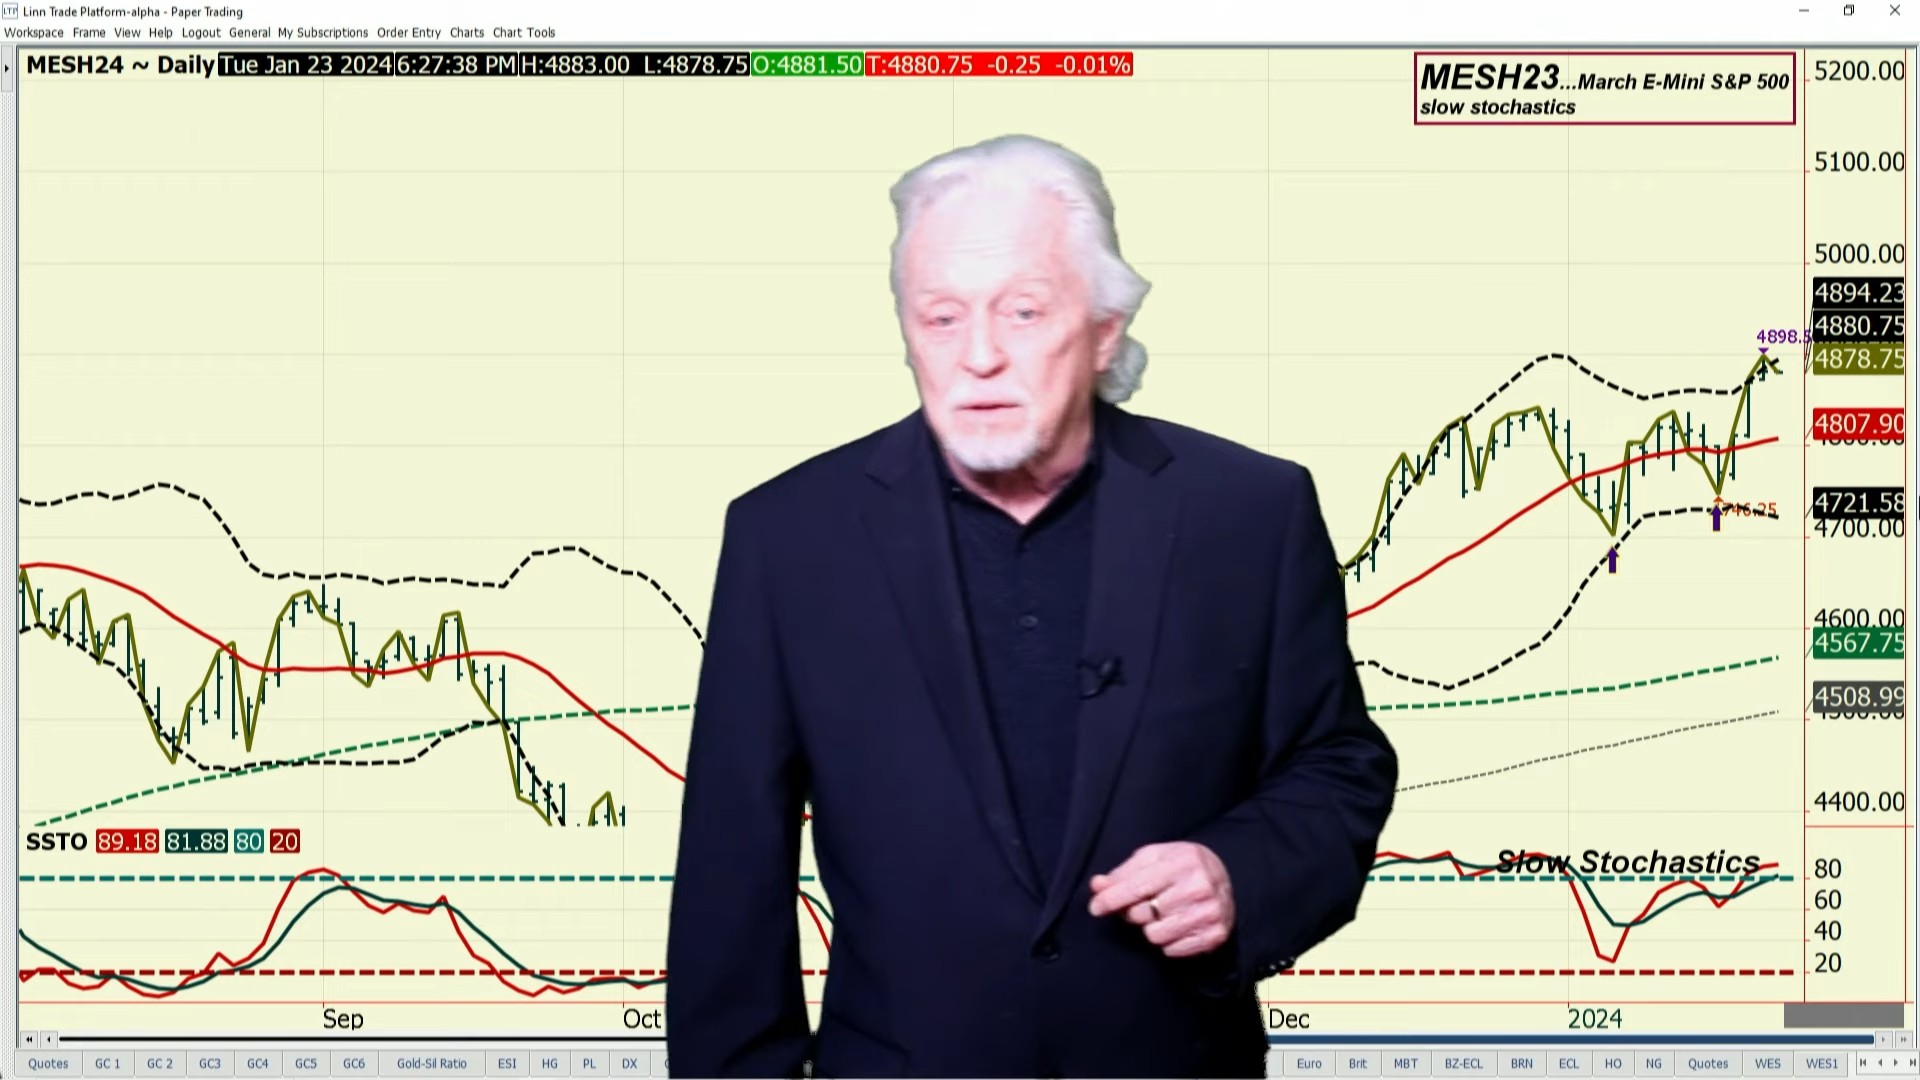 LTP Linn Trade Platform-alpha - Paper Trading
Workspace Frame View Help Logout General My Subscriptions Order Entry Charts Chart Tools
MESH24 ~ Daily Tue Jan 23 2024 6:27:38 PM H:4883.00 L:4878.75 O:4881.50 T:4880.75 -0.25 -0.01%
MESH23...March E-Mini S&P 500
slow stochastics
5200.00
5100.00
5000.00
4894.23
4880.75
4898.5
4878.75
4807.90
4721.58
746.25
4700.00
4600.00
4567.75
4508.99
4400.00
SSTO 89.18 81.88 80 20
Slow Stochastics
80
60
40
20
Sep Oct Dec 2024
Quotes GC 1 GC 2 GC3 GC4 GC5 GC6 Gold-Sil Ratio ESI HG PL DX Euro Brit MBT BZ-ECL BRN ECL HO NG Quotes WES WES1